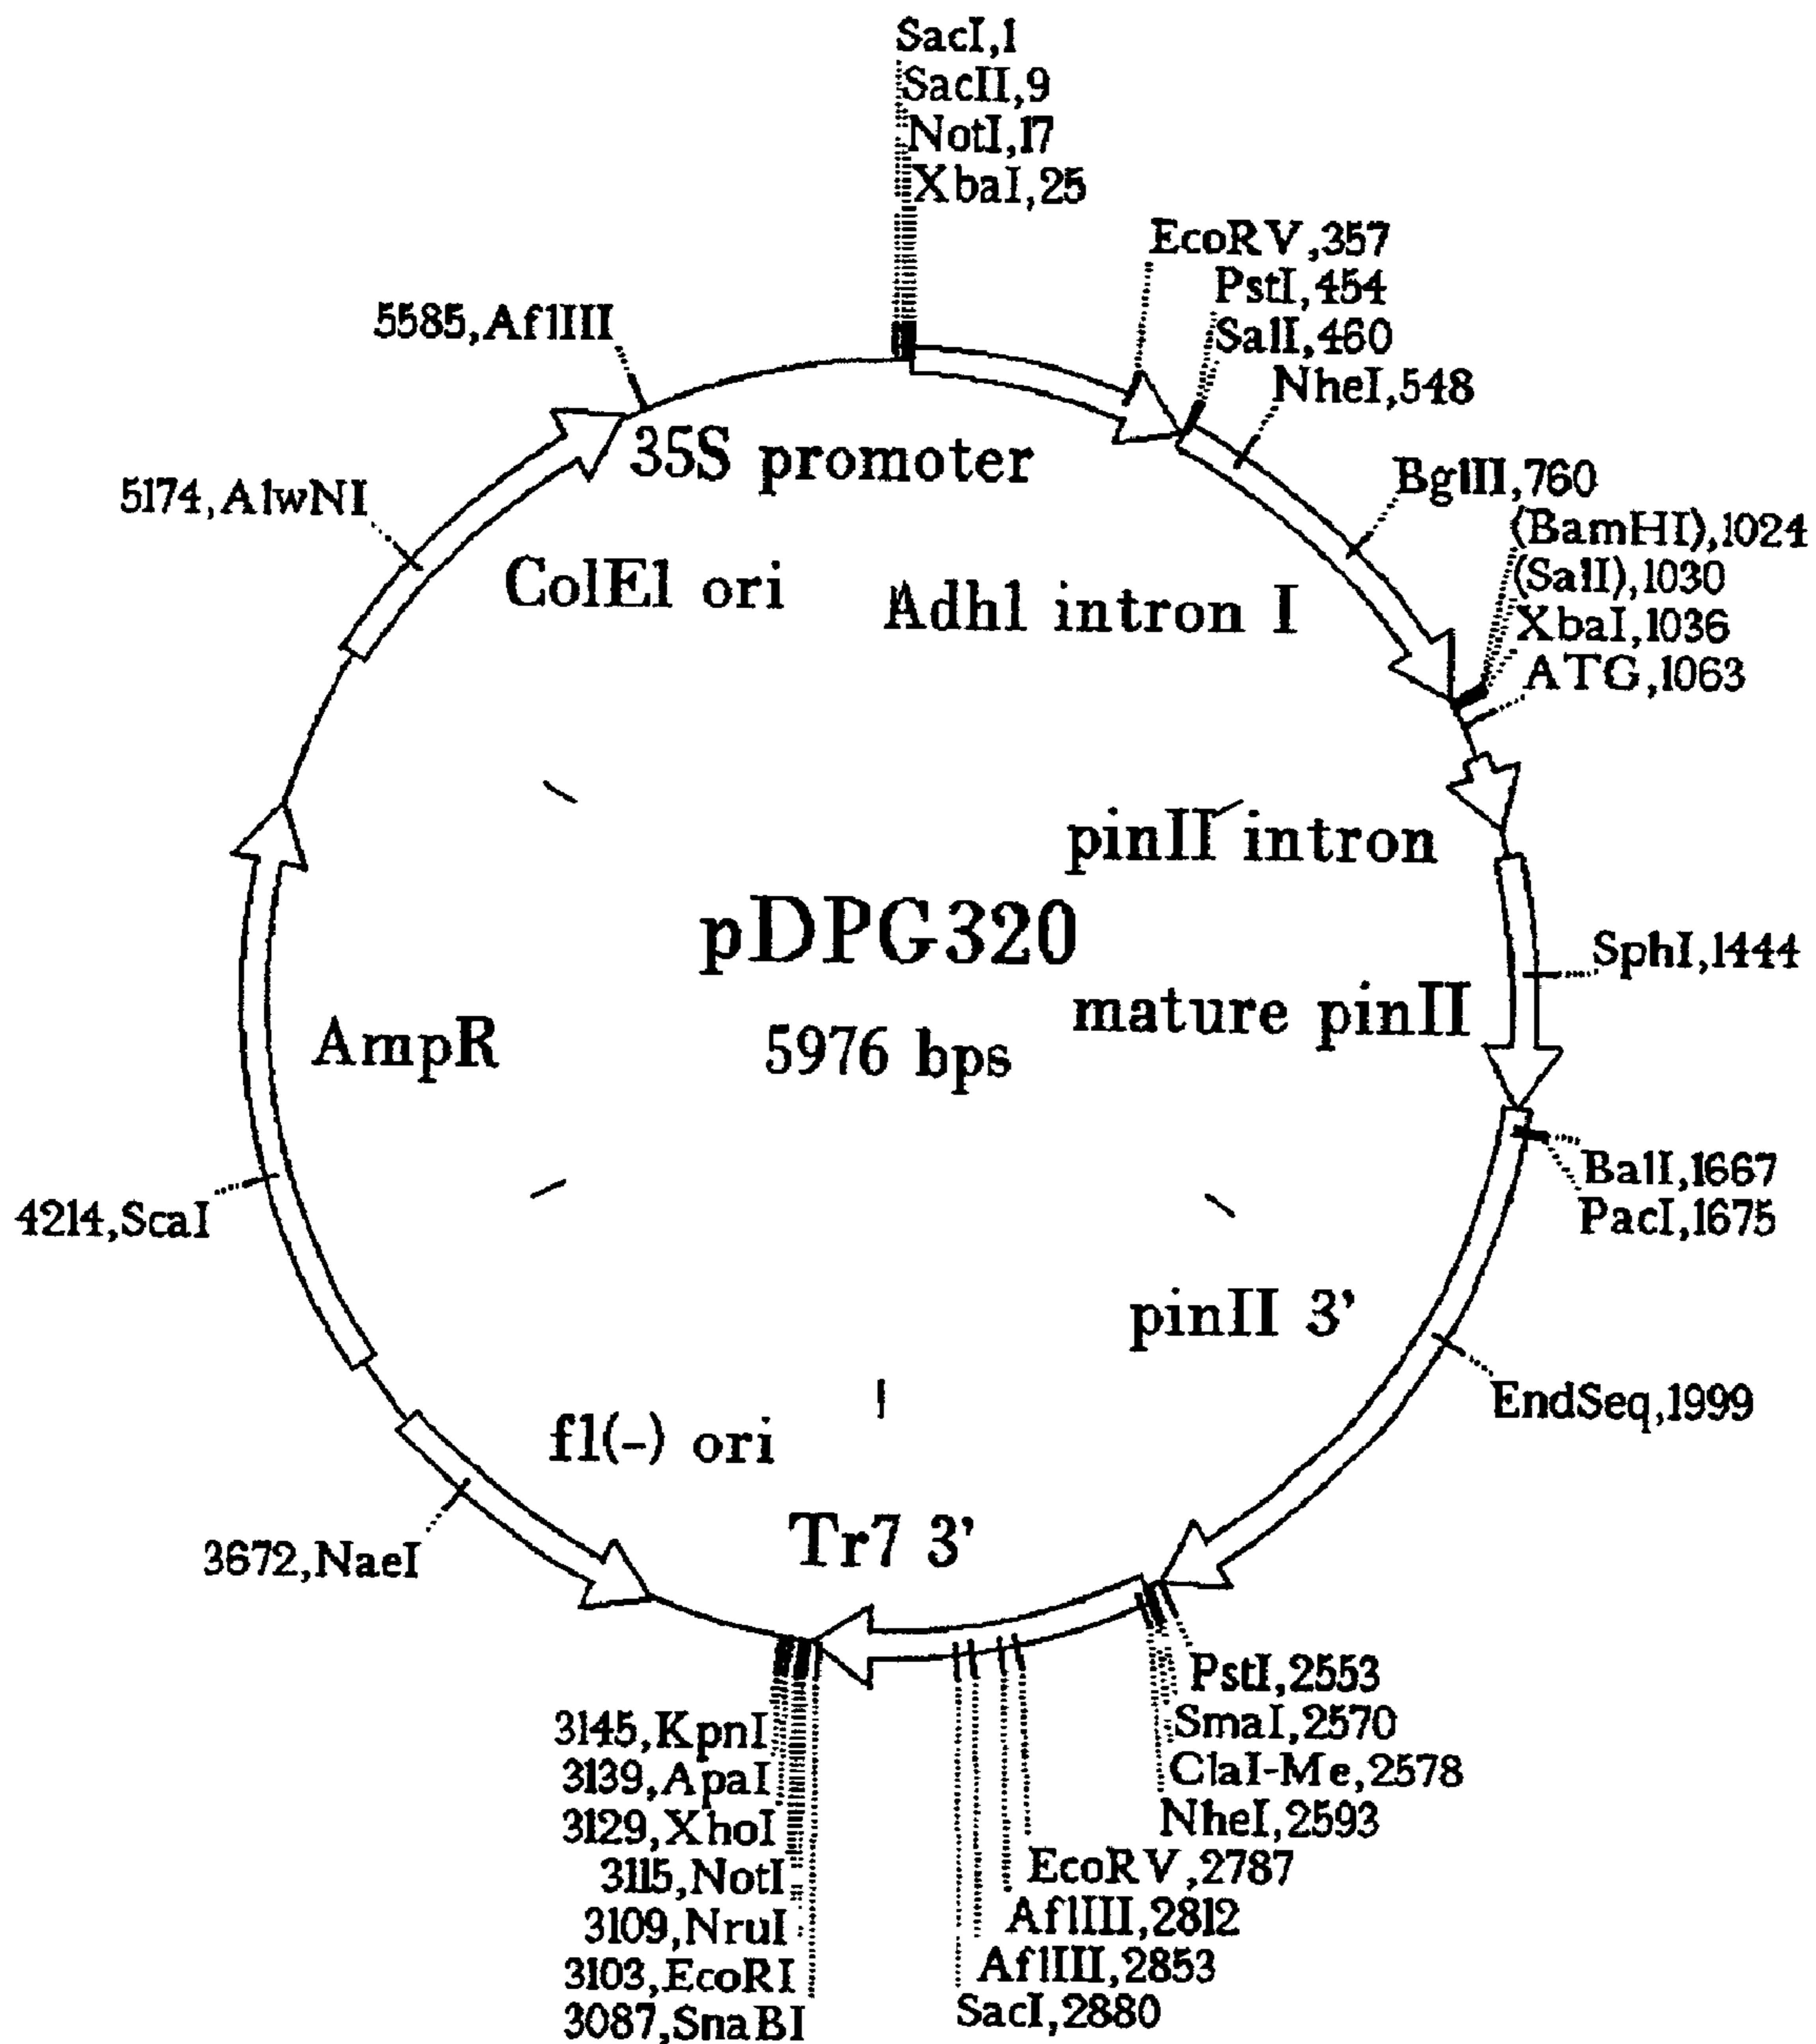 SacI,1
SacII,9
NotI,17
XbaI,25
EcoRV,357
PstI,454
SalI,460
NheI,548
BglII,760
(BamHI),1024
(SalI),1030
XbaI,1036
ATG,1063
SphI,1444
BalI,1667
PacI,1675
EndSeq,1999
PstI,2553
SmaI,2570
ClaI-Me,2578
NheI,2593
EcoRV,2787
AflIII,2812
AflIII,2853
SacI,2880
3145,KpnI
3139,ApaI
3129,XhoI
3115,NotI
3109,NruI
3103,EcoRI
3087,SnaBI
3672,NaeI
4214,ScaI
5174,AlwNI
5585,AflIII
35S promoter
ColE1 ori
Adh1 intron I
pinII intron
pDPG320
5976 bps
mature pinII
AmpR
pinII 3'
f1(-) ori
Tr7 3'